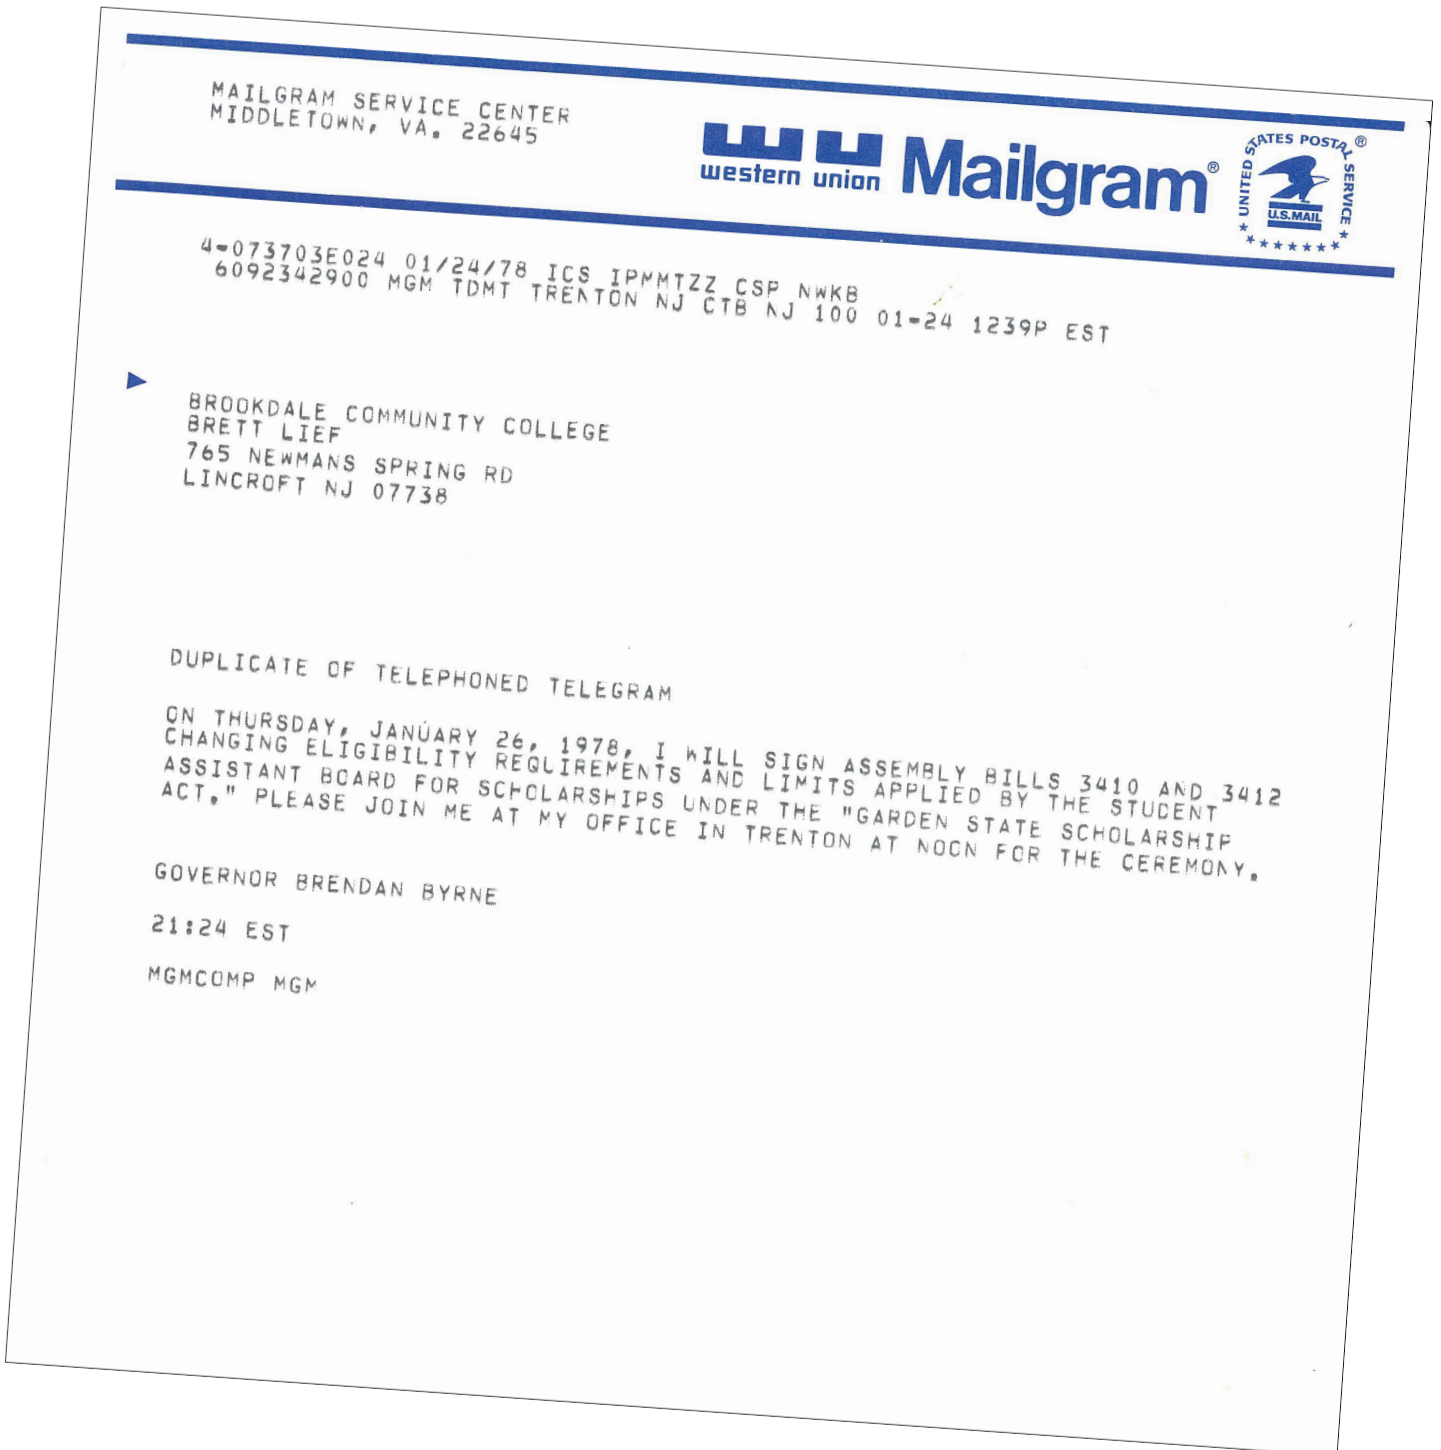 MAILGRAM SERVICE CENTER
MIDDLETOWN, VA. 22645
western union Mailgram®
UNITED STATES POSTAL SERVICE ®
U.S.MAIL
4-073703E024 01/24/78 ICS IPMMTZZ CSP NWKB
6092342900 MGM TDMT TRENTON NJ CTB NJ 100 01-24 1239P EST
BROOKDALE COMMUNITY COLLEGE
BRETT LIEF
765 NEWMANS SPRING RD
LINCROFT NJ 07738
DUPLICATE OF TELEPHONED TELEGRAM
ON THURSDAY, JANUARY 26, 1978, I WILL SIGN ASSEMBLY BILLS 3410 AND 3412
CHANGING ELIGIBILITY REQUIREMENTS AND LIMITS APPLIED BY THE STUDENT
ASSISTANT BOARD FOR SCHOLARSHIPS UNDER THE "GARDEN STATE SCHOLARSHIP
ACT." PLEASE JOIN ME AT MY OFFICE IN TRENTON AT NOON FOR THE CEREMONY.
GOVERNOR BRENDAN BYRNE
21:24 EST
MGMCOMP MGM